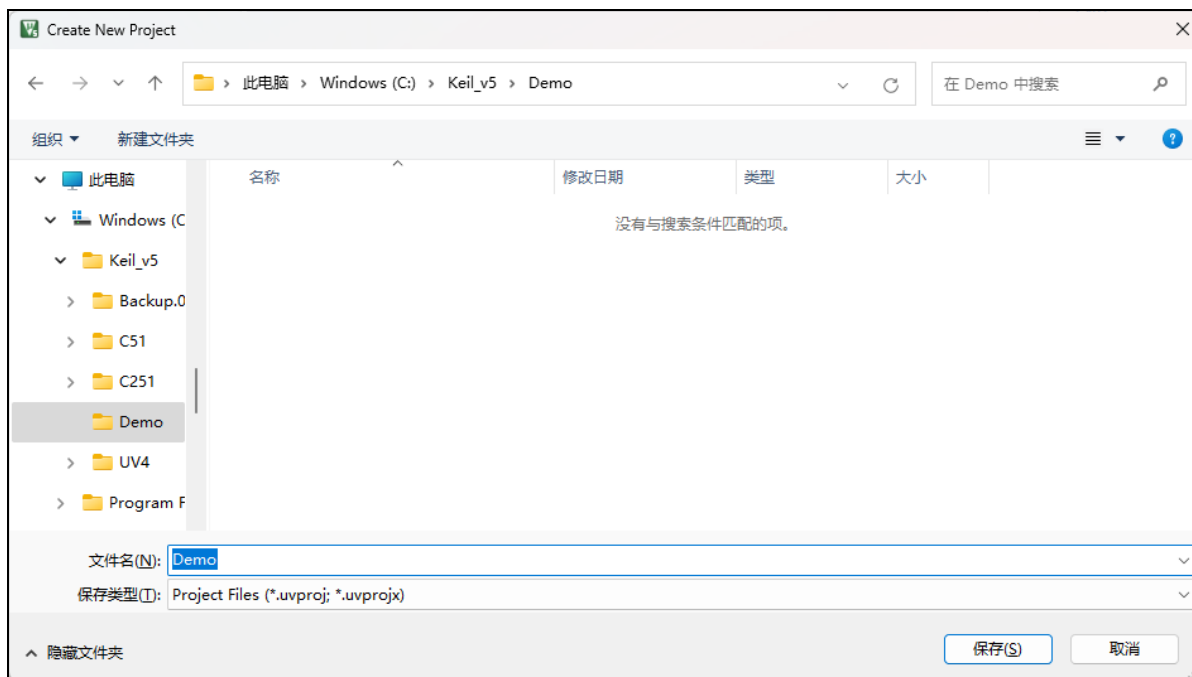 Create New Project
此电脑 > Windows (C:) > Keil_v5 > Demo
在 Demo 中搜索
组织
新建文件夹
名称
修改日期
类型
大小
没有与搜索条件匹配的项。
此电脑
Windows (C
Keil_v5
Backup.0
C51
C251
Demo
UV4
Program F
文件名(N): Demo
保存类型(T): Project Files (*.uvproj; *.uvprojx)
隐藏文件夹
保存(S)
取消